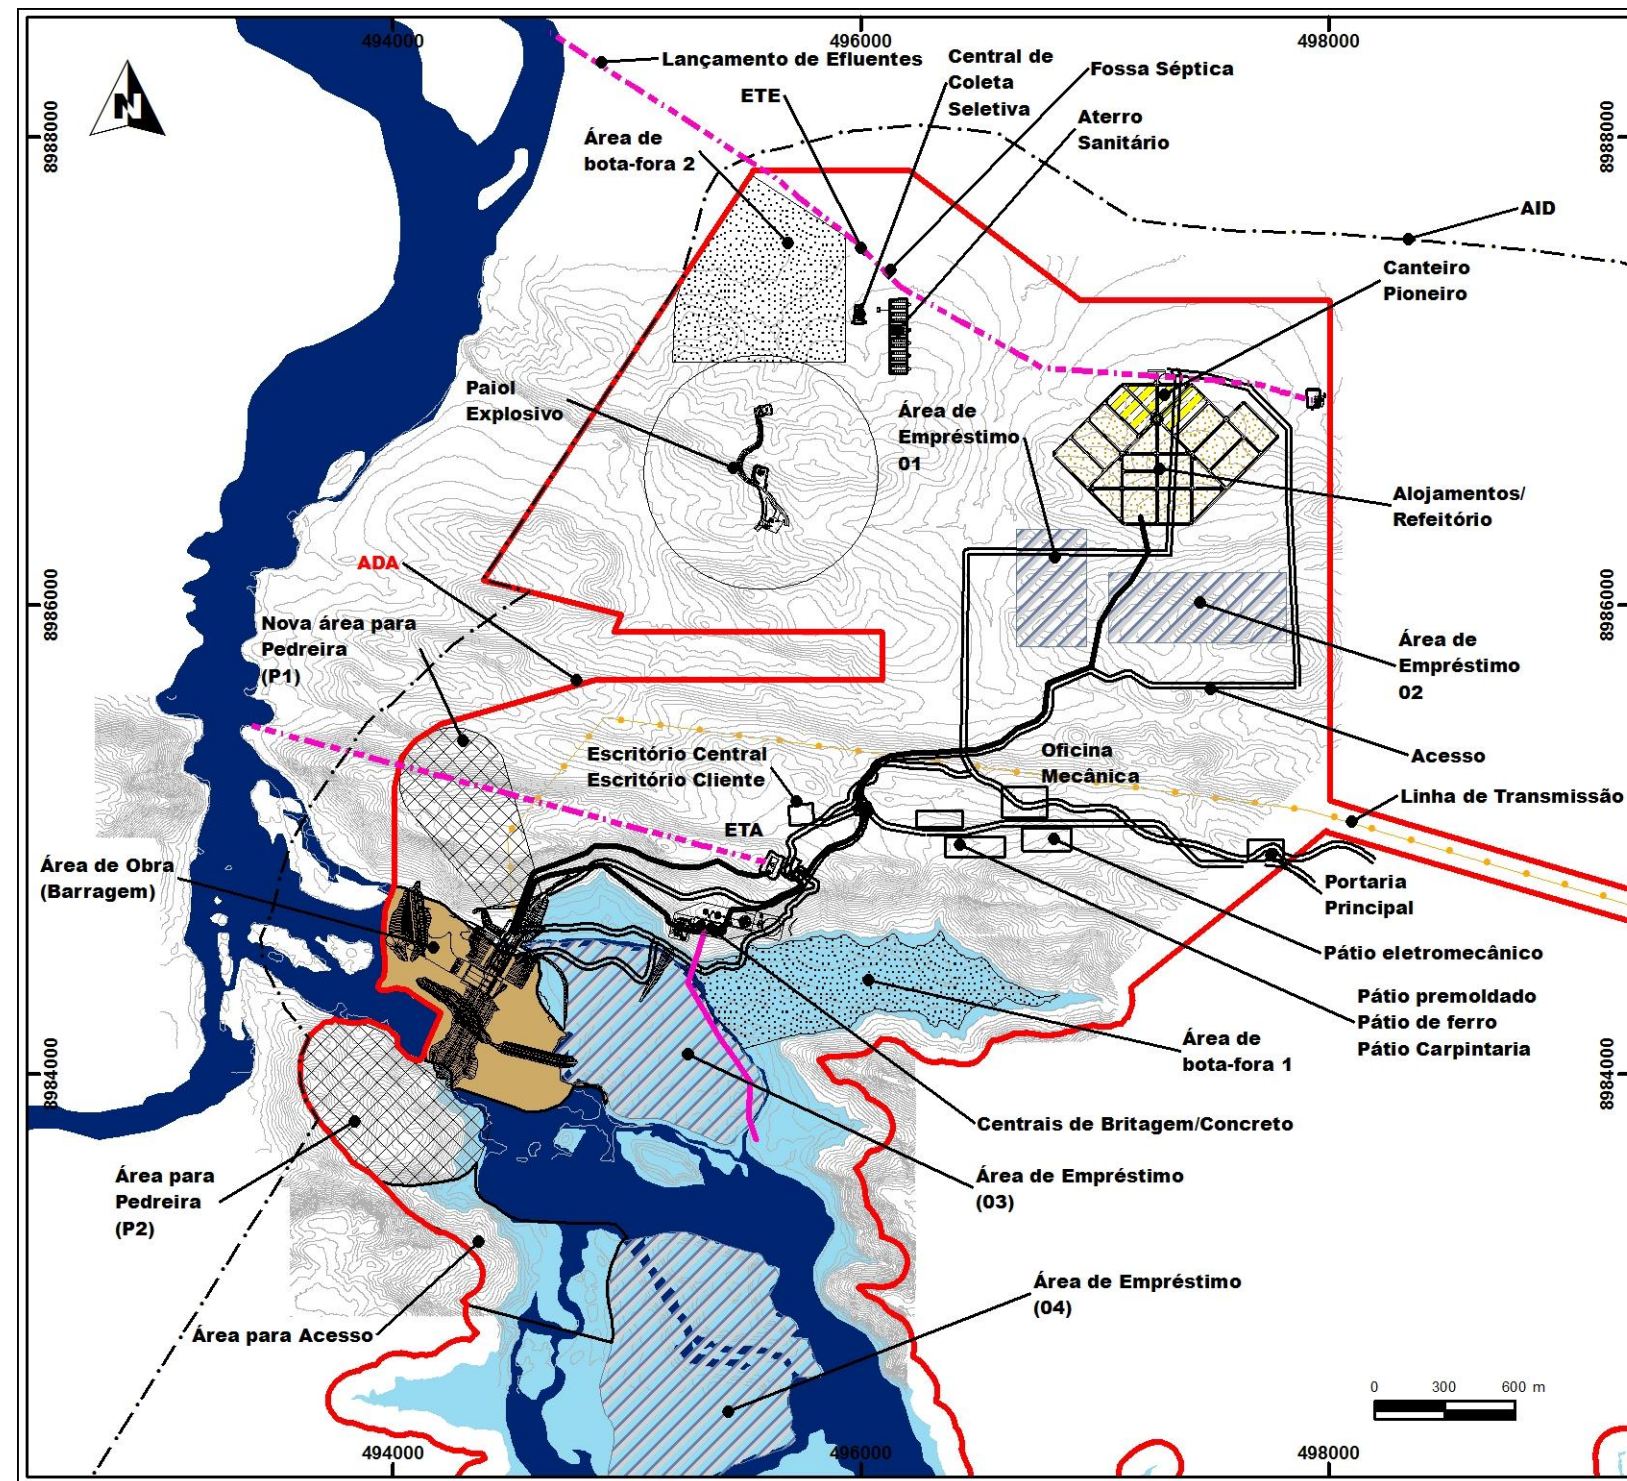 494000
496000
498000
N
Lançamento de Efluentes
Central de
Coleta
Seletiva
Fossa Séptica
ETE
Área de
bota-fora 2
Aterro
Sanitário
8988000
8988000
AID
Canteiro
Pioneiro
Paiol
Explosivo
Área de
Empréstimo
01
Alojamentos/
Refeitório
ADA
8986000
8986000
Nova área para
Pedreira
(P1)
Área de
Empréstimo
02
Escritório Central
Escritório Cliente
Oficina
Mecânica
Acesso
Linha de Transmissão
ETA
Área de Obra
(Barragem)
Portaria
Principal
Pátio eletromecânico
Pátio premoldado
Pátio de ferro
Pátio Carpintaria
Área de
bota-fora 1
8984000
8984000
Centrais de Britagem/Concreto
Área para
Pedreira
(P2)
Área de Empréstimo
(03)
Área de Empréstimo
(04)
Área para Acesso
0 300 600 m
494000
496000
498000